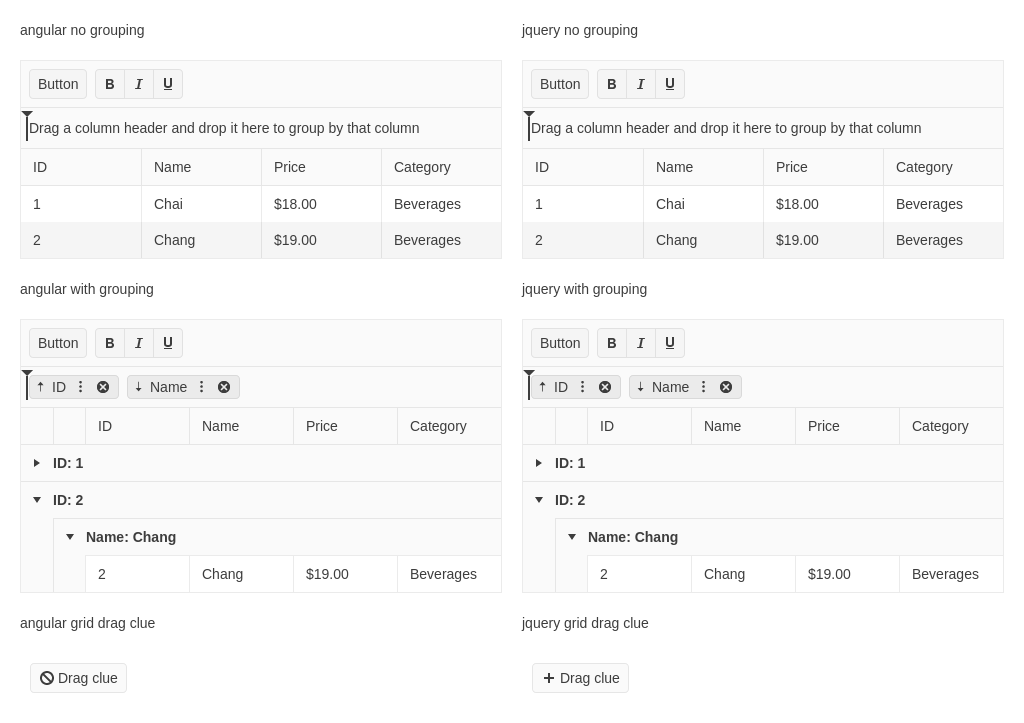 angular no grouping
Button B I U
Drag a column header and drop it here to group by that column
ID Name Price Category
1 Chai $18.00 Beverages
2 Chang $19.00 Beverages
jquery no grouping
Button B I U
Drag a column header and drop it here to group by that column
ID Name Price Category
1 Chai $18.00 Beverages
2 Chang $19.00 Beverages
angular with grouping
Button B I U
ID Name
ID Name Price Category
ID: 1
ID: 2
Name: Chang
2 Chang $19.00 Beverages
jquery with grouping
Button B I U
ID Name
ID Name Price Category
ID: 1
ID: 2
Name: Chang
2 Chang $19.00 Beverages
angular grid drag clue
Drag clue
jquery grid drag clue
Drag clue